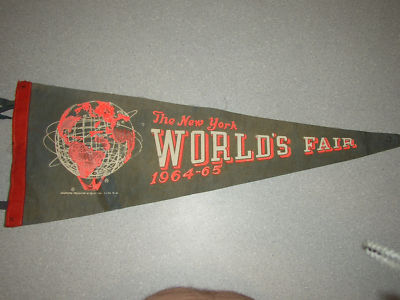 The New York
WORLD'S FAIR
1964-65